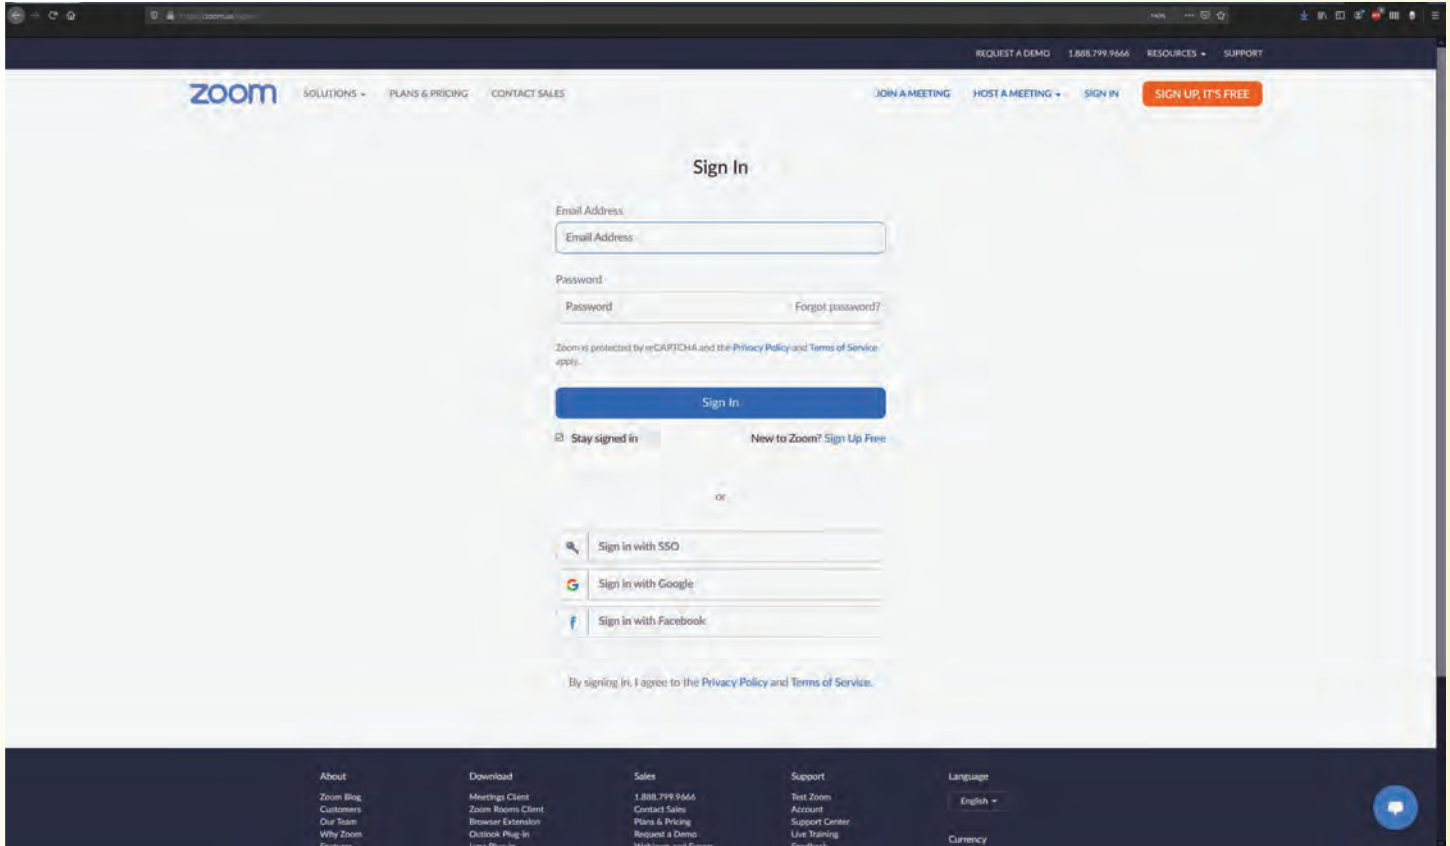 REQUEST A DEMO 1.888.799.9666 RESOURCES SUPPORT
zoom SOLUTIONS PLANS & PRICING CONTACT SALES JOIN A MEETING HOST A MEETING SIGN IN SIGN UP, IT'S FREE
Sign In
Email Address
Email Address
Password
Password Forgot password?
Zoom is protected by reCAPTCHA and the Privacy Policy and Terms of Service
apply.
Sign In
Stay signed in New to Zoom? Sign Up Free
or
Sign in with SSO
G Sign in with Google
f Sign in with Facebook
By signing in, I agree to the Privacy Policy and Terms of Service.
About Download Sales Support Language
Zoom Blog Meetings Client 1.888.799.9666 Test Zoom English
Customers Zoom Rooms Client Contact Sales Account
Our Team Browser Extension Plans & Pricing Support Center
Why Zoom Outlook Plug-in Request a Demo Live Training
Currency